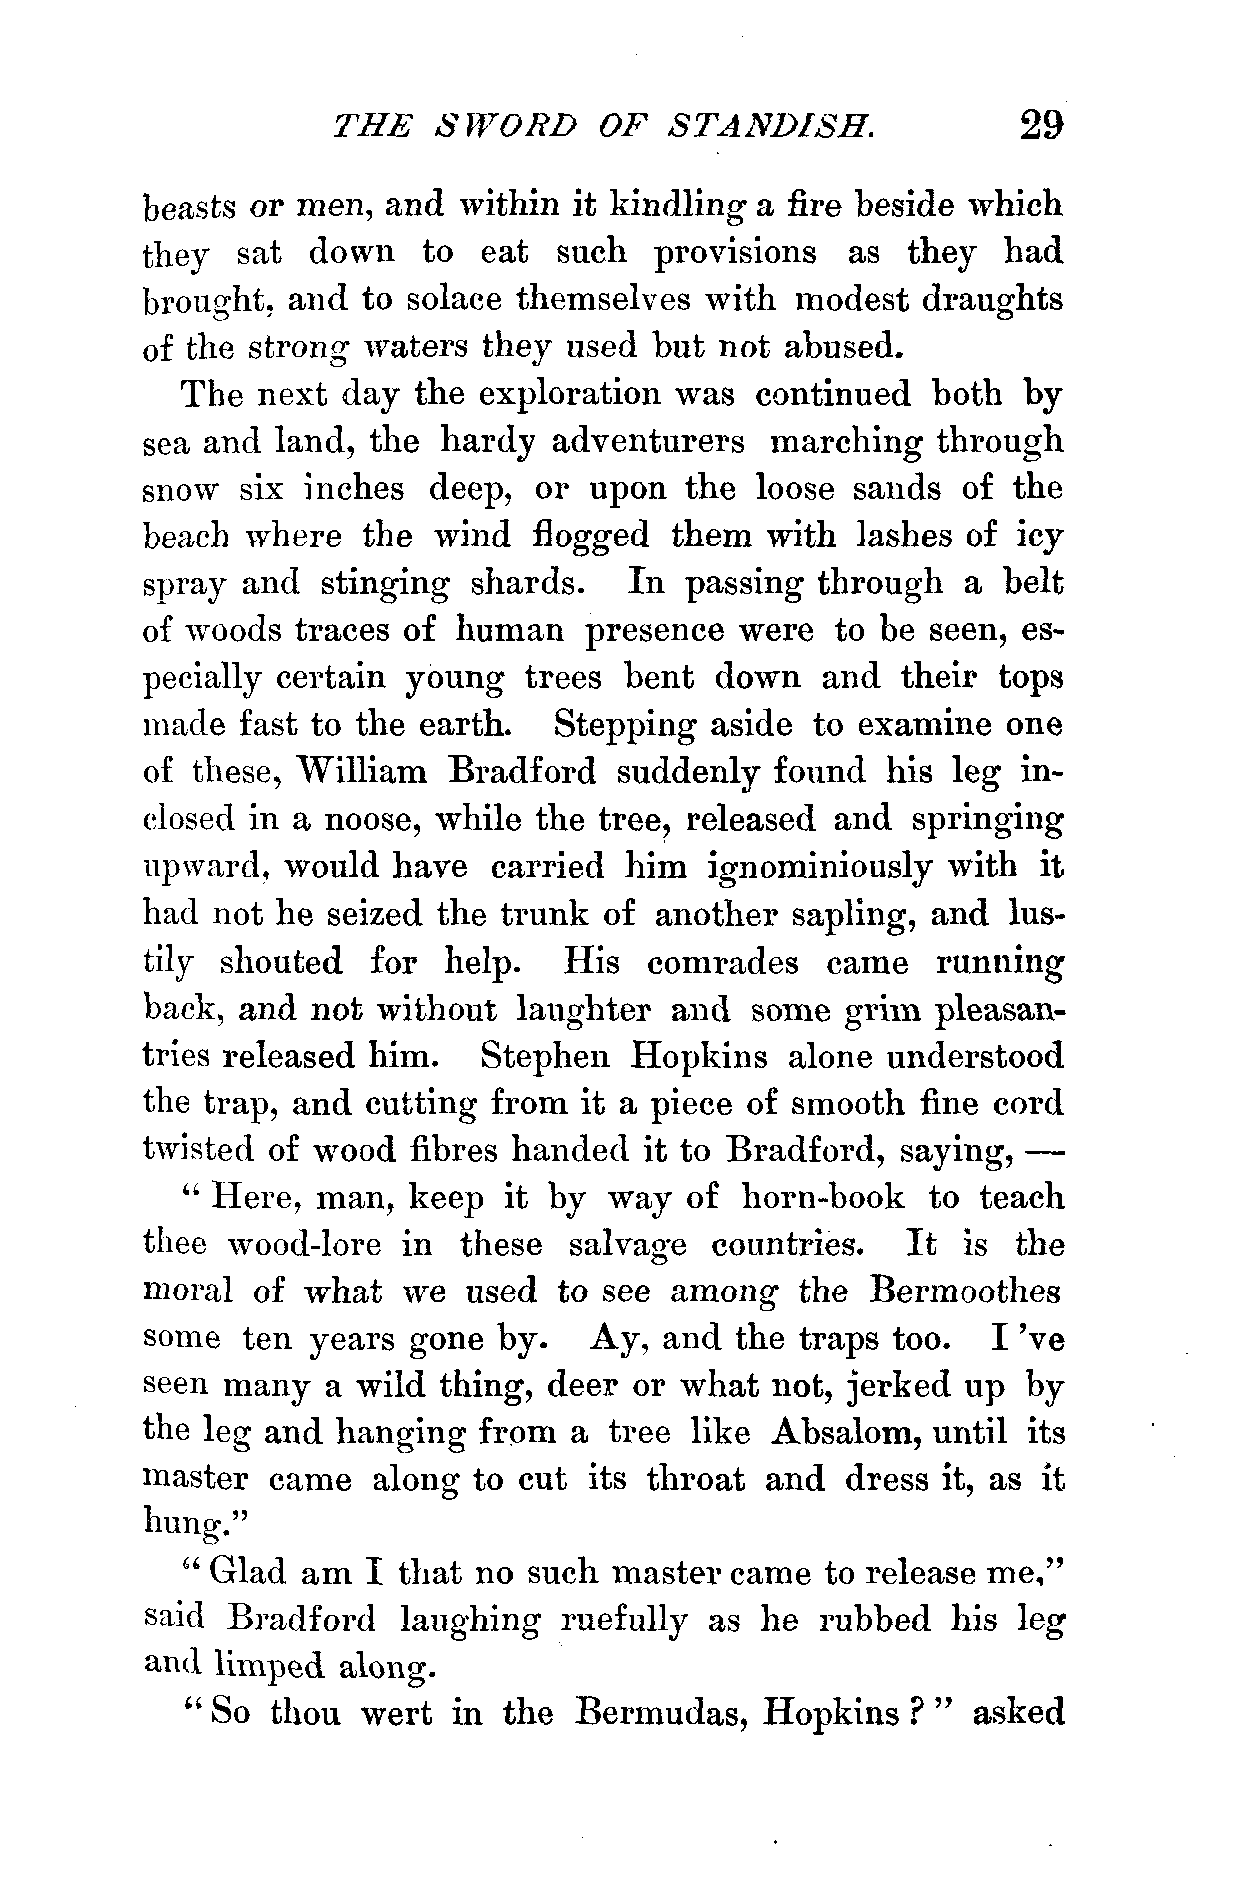 THE SWORD OF STANDISH. 29
beasts or men, and within it kindling a fire beside which
they sat down to eat such provisions as they had
brought, and to solace themselves with modest draughts
of the strong waters they used but not abused.
The next day the exploration was continued both by
sea and land, the hardy adventurers marching through
snow six inches deep, or upon the loose sands of the
beach where the wind flogged them with lashes of icy
spray and stinging shards. In passing through a belt
of woods traces of human presence were to be seen, es-
pecially certain young trees bent down and their tops
made fast to the earth. Stepping aside to examine one
of these, William Bradford suddenly found his leg in-
closed in a noose, while the tree, released and springing
upward, would have carried him ignominiously with it
had not he seized the trunk of another sapling, and lus-
tily shouted for help. His comrades came running
back, and not without laughter and some grim pleasan-
tries released him. Stephen Hopkins alone understood
the trap, and cutting from it a piece of smooth fine cord
twisted of wood fibres handed it to Bradford, saying, —
“ Here, man, keep it by way of horn-book to teach
thee wood-lore in these salvage countries. It is the
moral of what we used to see among the Bermoothes
some ten years gone by. Ay, and the traps too. I 've
seen many a wild thing, deer or what not, jerked up by
the leg and hanging from a tree like Absalom, until its
master came along to cut its throat and dress it, as it
hung.”
“ Glad am I that no such master came to release me,”
said Bradford laughing ruefully as he rubbed his leg
and limped along.
“ So thou wert in the Bermudas, Hopkins ? ” asked